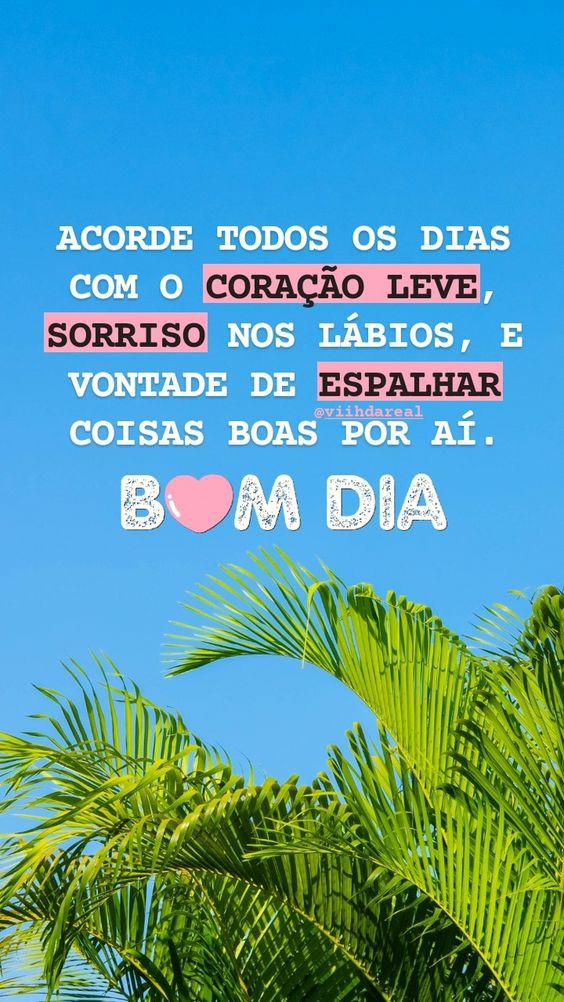 ACORDE TODOS OS DIAS
COM O CORAÇÃO LEVE,
SORRISO NOS LÁBIOS, E
VONTADE DE ESPALHAR
@viihdareal
COISAS BOAS POR AÍ.
BOM DIA